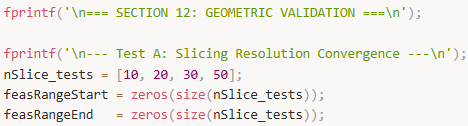 fprintf('\n=== SECTION 12: GEOMETRIC VALIDATION ===\n');
fprintf('\n--- Test A: Slicing Resolution Convergence ---\n');
nSlice_tests = [10, 20, 30, 50];
feasRangeStart = zeros(size(nSlice_tests));
feasRangeEnd   = zeros(size(nSlice_tests));